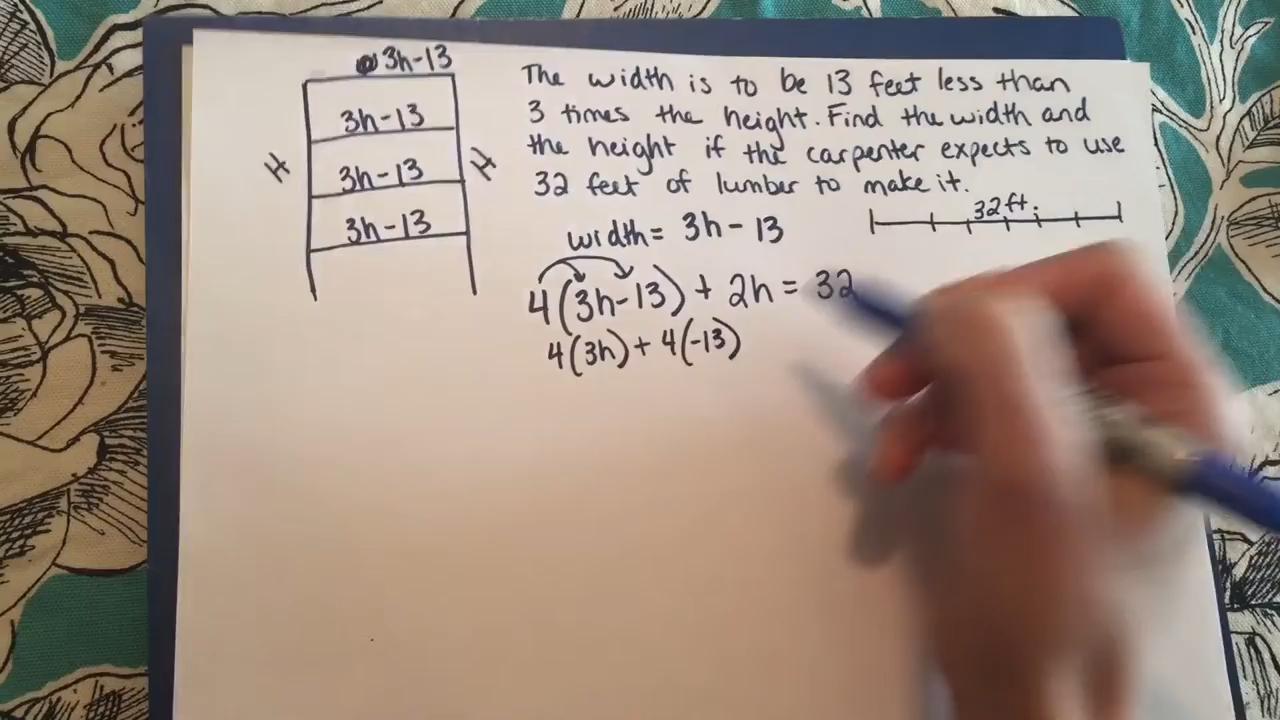 3h-13
3h-13
3h-13
3h-13
H
H
The width is to be 13 feet less than
3 times the height. Find the width and
the height if the carpenter expects to use
32 feet of lumber to make it.
32ft.
width = 3h - 13
4(3h-13) + 2h = 32
4(3h) + 4(-13)